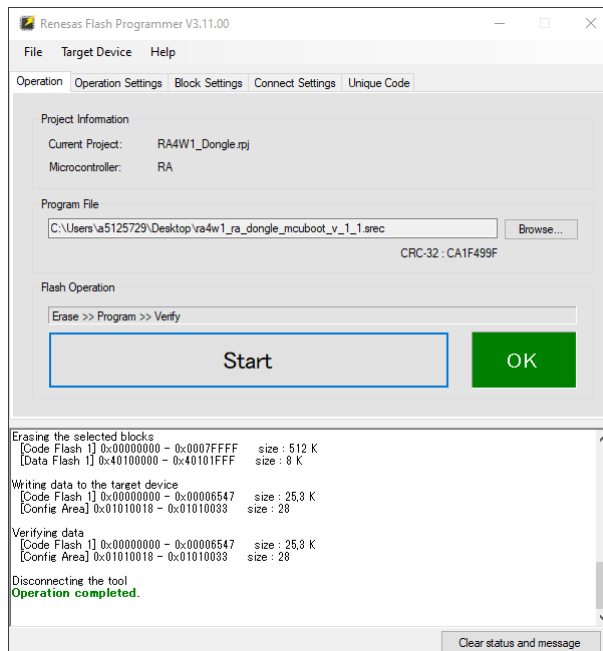 Renesas Flash Programmer V3.11.00
File Target Device Help
Operation Operation Settings Block Settings Connect Settings Unique Code
Project Information
Current Project: RA4W1_Dongle.rpj
Microcontroller: RA
Program File
C:\Users\a5125729\Desktop\ra4w1_ra_dongle_mcuboot_v_1_1.srec Browse...
CRC-32 : CA1F499F
Flash Operation
Erase >> Program >> Verify
Start OK
Erasing the selected blocks
[Code Flash 1] 0x00000000 - 0x0007FFFF size : 512 K
[Data Flash 1] 0x40100000 - 0x40101FFF size : 8 K
Writing data to the target device
[Code Flash 1] 0x00000000 - 0x00006547 size : 25,3 K
[Config Area] 0x01010018 - 0x01010033 size : 28
Verifying data
[Code Flash 1] 0x00000000 - 0x00006547 size : 25,3 K
[Config Area] 0x01010018 - 0x01010033 size : 28
Disconnecting the tool
Operation completed.
Clear status and message